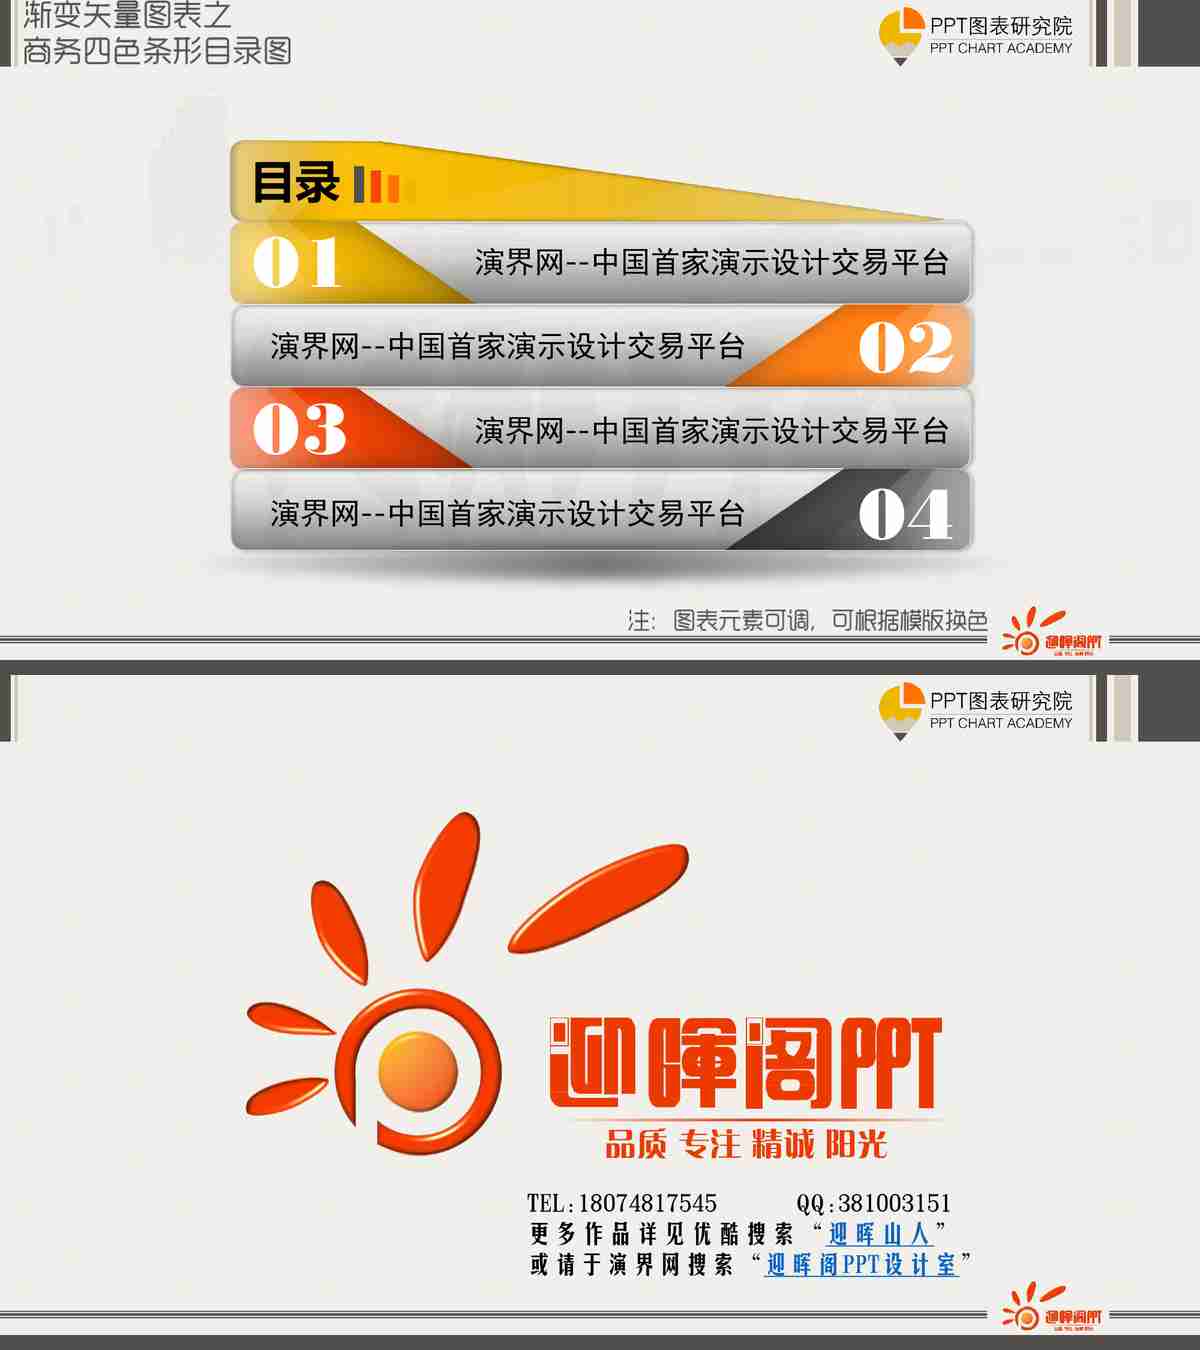 渐变矢量图表之
商务四色条形目录图
PPT图表研究院
PPT CHART ACADEMY
目录
01 演界网--中国首家演示设计交易平台
演界网--中国首家演示设计交易平台 02
03 演界网--中国首家演示设计交易平台
演界网--中国首家演示设计交易平台 04
注：图表元素可调，可根据模版换色
迎晖阁PPT
PPT图表研究院
PPT CHART ACADEMY
迎晖阁PPT
品质 专注 精诚 阳光
TEL:18074817545 QQ:381003151
更多作品详见优酷搜索“迎晖山人”
或请于演界网搜索“迎晖阁PPT设计室”
迎晖阁PPT